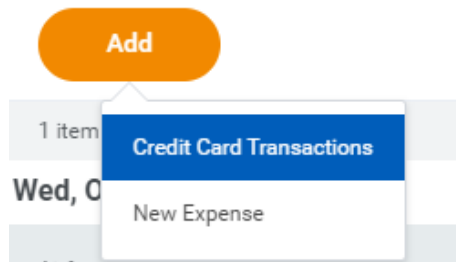 Add
1 item
Credit Card Transactions
Wed, O
New Expense